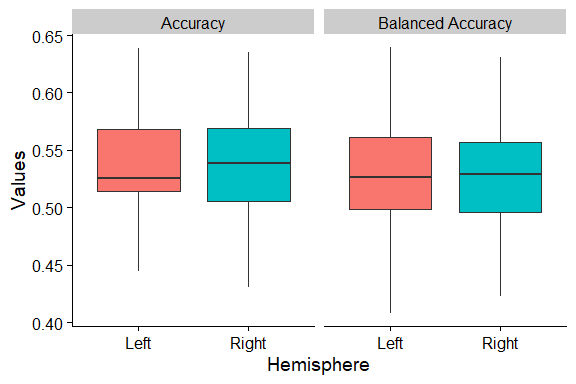 Accuracy
Balanced Accuracy
0.65
0.60
0.55
0.50
0.45
0.40
Values
Left
Right
Left
Right
Hemisphere